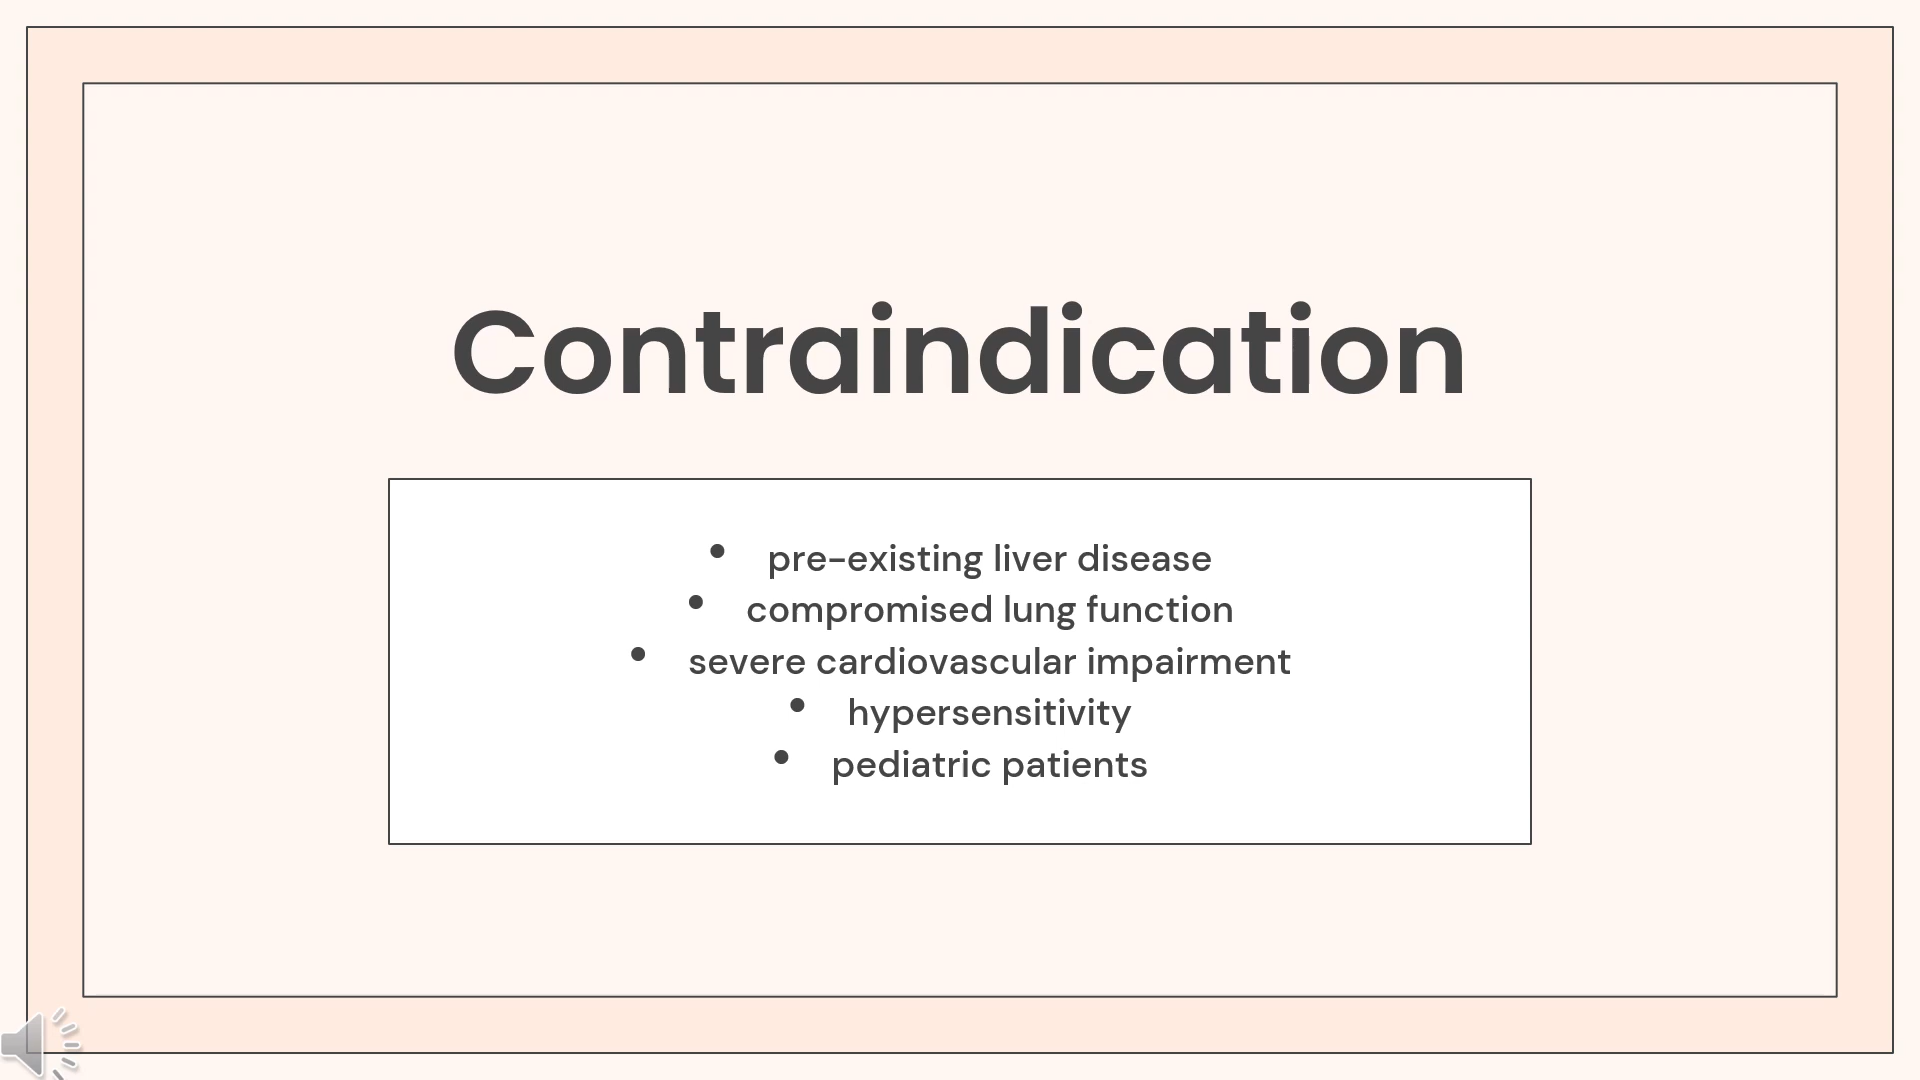 Contraindication
• pre-existing liver disease
• compromised lung function
• severe cardiovascular impairment
• hypersensitivity
• pediatric patients